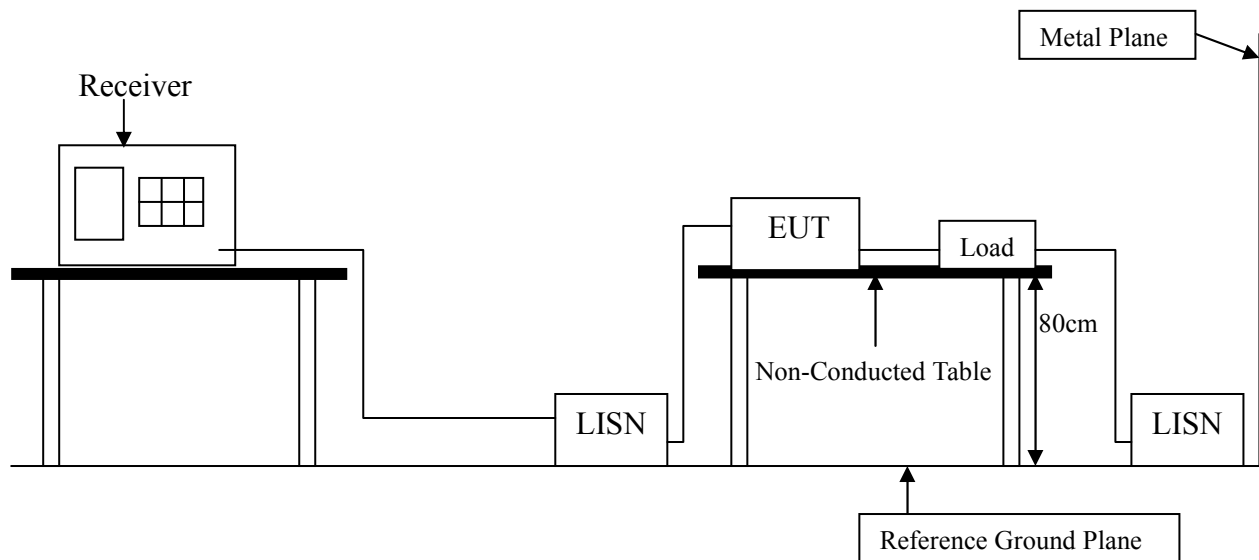 Metal Plane
Receiver
EUT
Load
80cm
Non-Conducted Table
LISN
LISN
Reference Ground Plane